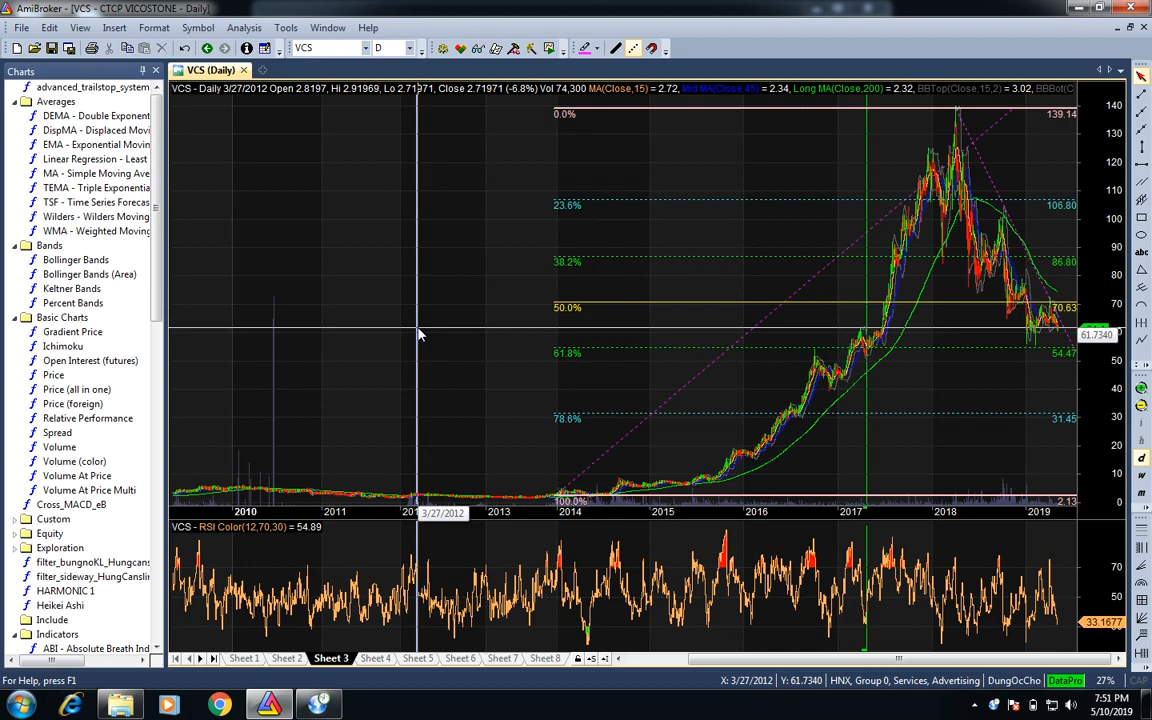 AmiBroker - [VCS - CTCP VICOSTONE - Daily]
File Edit View Insert Format Symbol Analysis Tools Window Help
VCS D
Charts
VCS (Daily)
advanced_trailstop_system
Averages
DEMA - Double Exponent
DispMA - Displaced Movi
EMA - Exponential Movin
Linear Regression - Least
MA - Simple Moving Ave
TEMA - Triple Exponentia
TSF - Time Series Forecas
Wilders - Wilders Moving
WMA - Weighted Moving
Bands
Bollinger Bands
Bollinger Bands (Area)
Keltner Bands
Percent Bands
Basic Charts
Gradient Price
Ichimoku
Open Interest (futures)
Price
Price (all in one)
Price (foreign)
Relative Performance
Spread
Volume
Volume (color)
Volume At Price
Volume At Price Multi
Cross_MACD_eB
Custom
Equity
Exploration
filter_bungnoKL_Hungcans
filter_sideway_HungCanslin
HARMONIC 1
Heikei Ashi
Include
Indicators
ABI - Absolute Breath Ind
VCS - Daily 3/27/2012 Open 2.8197, Hi 2.91969, Lo 2.71971, Close 2.71971 (-6.8%) Vol 74,300 MA(Close,15) = 2.72, Mid MA(Close,45) = 2.34, Long MA(Close,200) = 2.32, BBTop(Close,15,2) = 3.02, BBBot(C
0.0% 139.14
23.6% 106.80
38.2% 86.80
50.0% 70.63
61.8% 54.47
78.6% 31.45
100.0% 2.13
140
130
120
110
100
90
80
70
61.7340
50
40
30
20
10
0
2010 2011 2013 2014 2015 2016 2017 2018 2019
3/27/2012
VCS - RSI Color(12,70,30) = 54.89
70
50
33.1677
Sheet 1 Sheet 2 Sheet 3 Sheet 4 Sheet 5 Sheet 6 Sheet 7 Sheet 8
For Help, press F1
X: 3/27/2012 Y: 61.7340 HNX, Group 0, Services, Advertising DungOcCho DataPro 27% CAP
abc
d
w
m
7:51 PM
5/10/2019